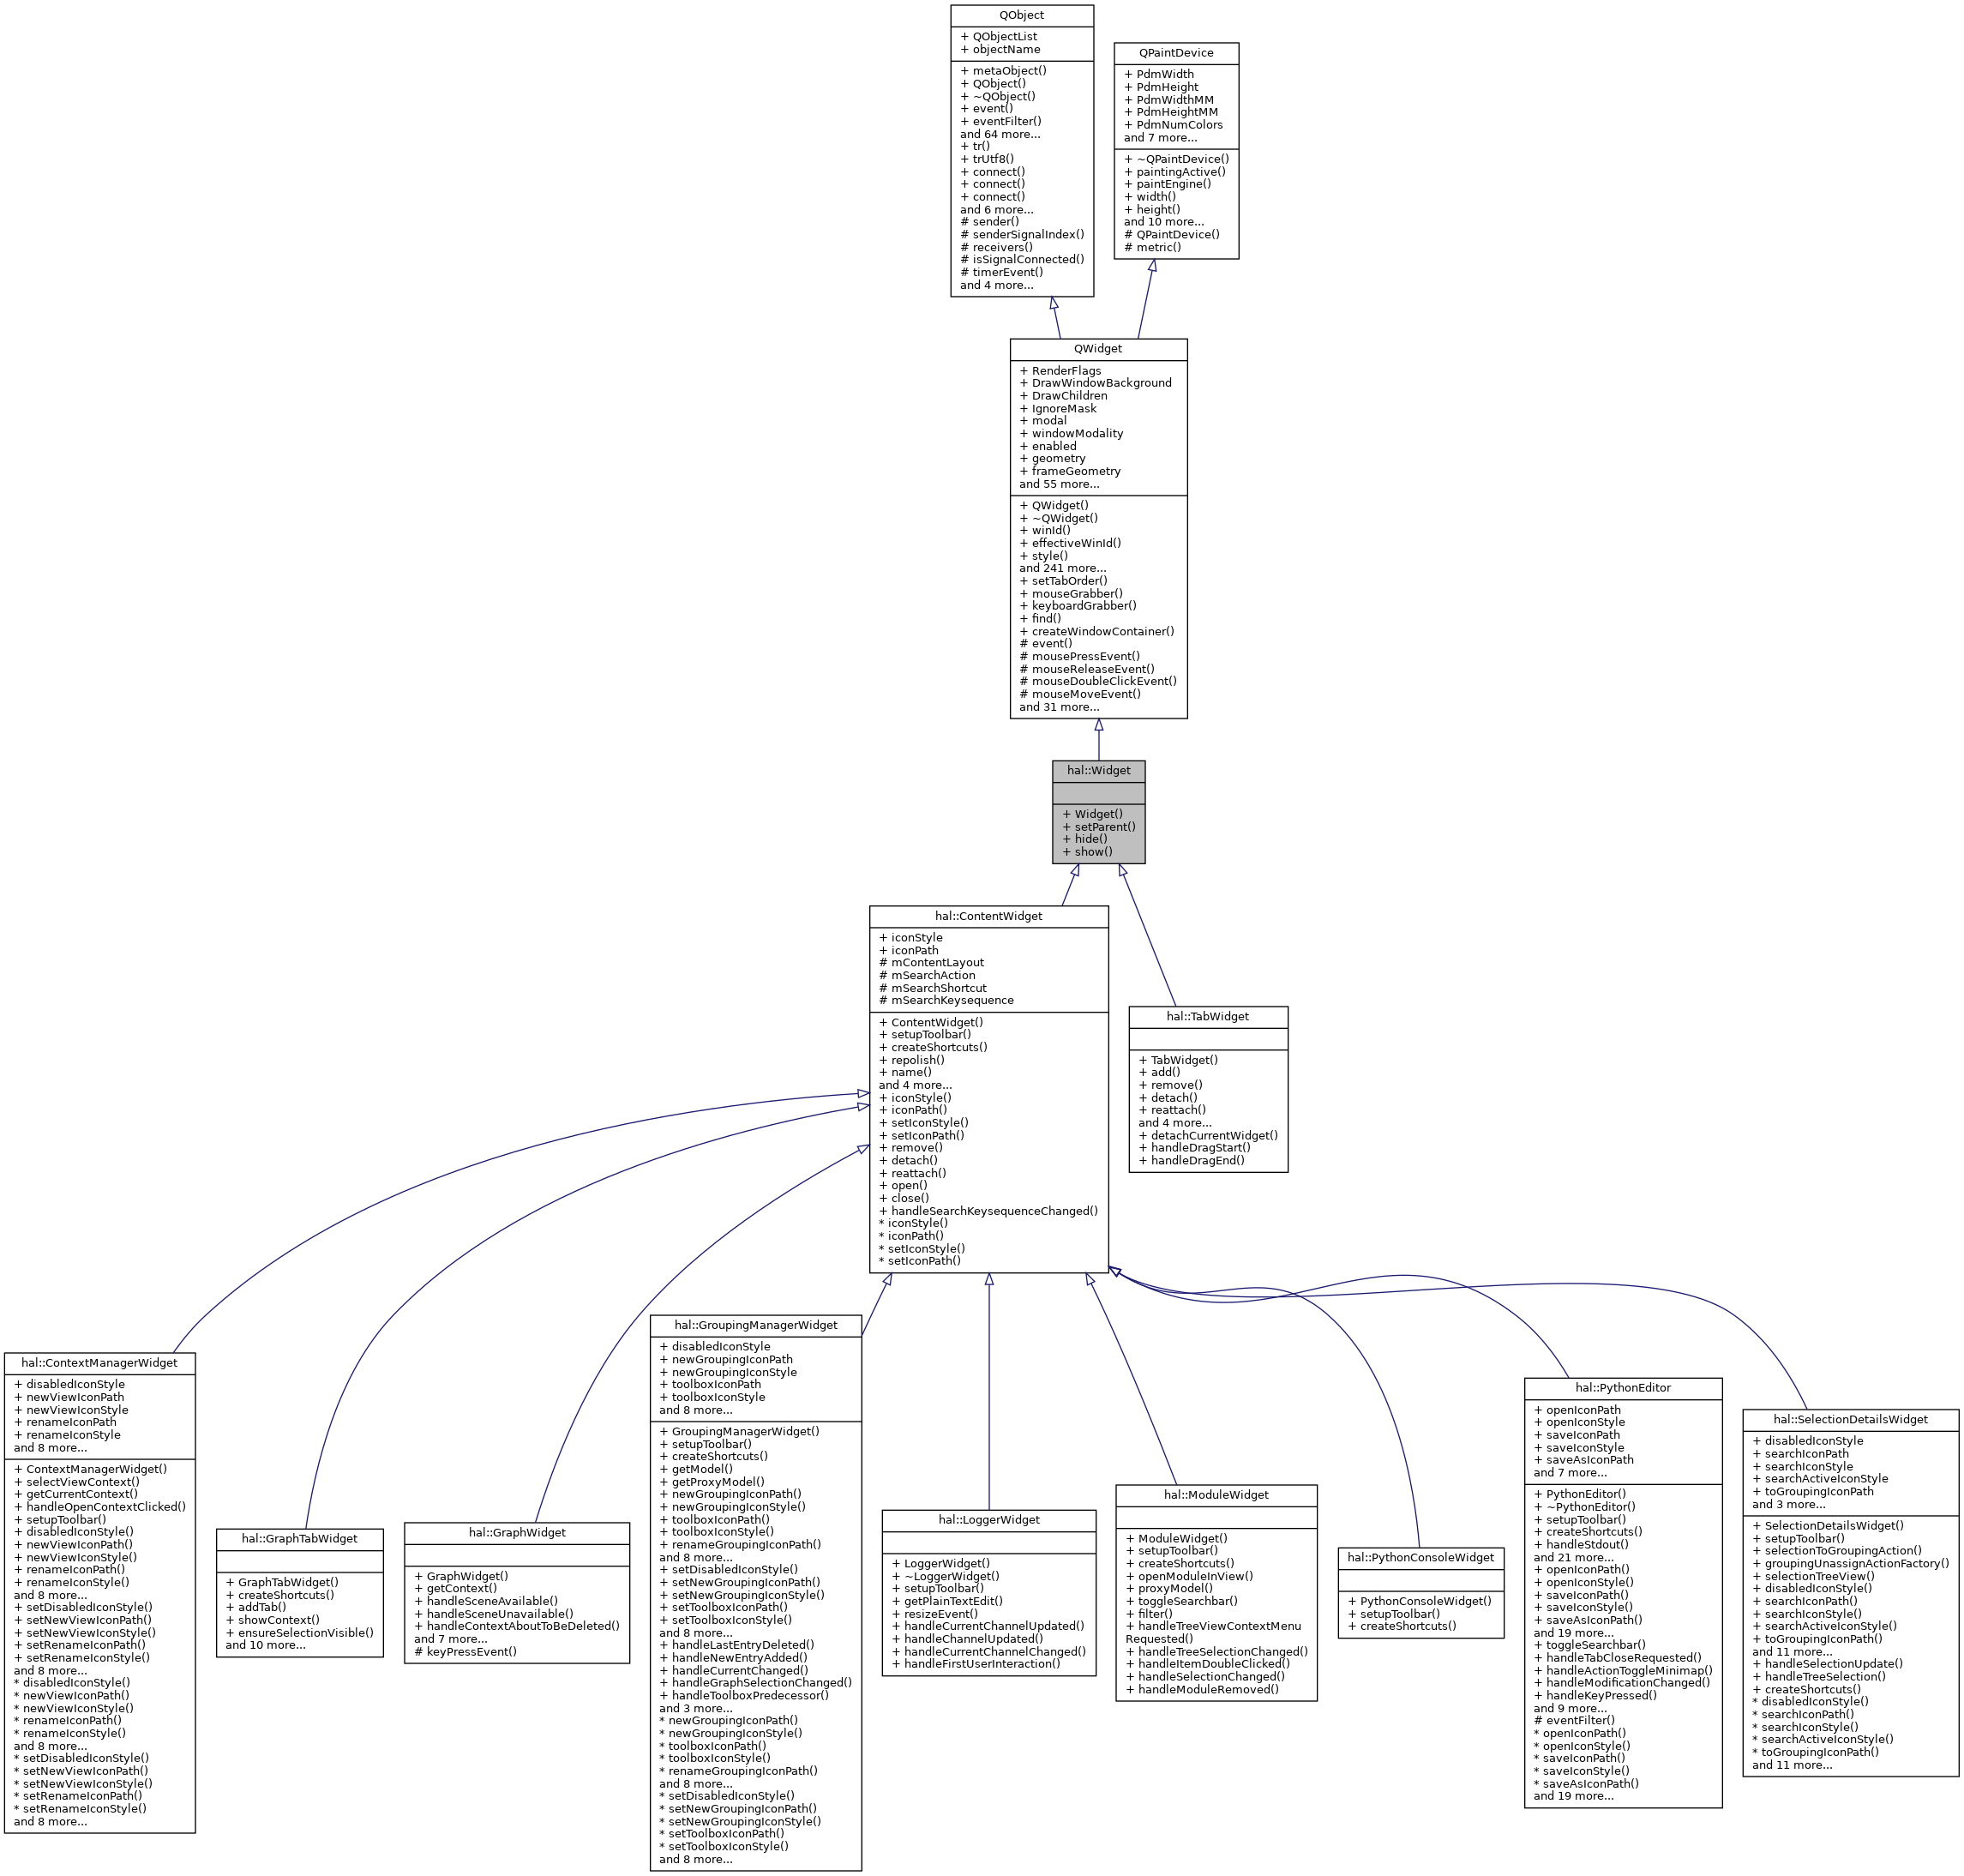 QObject
+ QObjectList
+ objectName
+ metaObject()
+ QObject()
+ ~QObject()
+ event()
+ eventFilter()
and 64 more...
+ tr()
+ trUtf8()
+ connect()
+ connect()
+ connect()
and 6 more...
# sender()
# senderSignalIndex()
# receivers()
# isSignalConnected()
# timerEvent()
and 4 more...
QPaintDevice
+ PdmWidth
+ PdmHeight
+ PdmWidthMM
+ PdmHeightMM
+ PdmNumColors
and 7 more...
+ ~QPaintDevice()
+ paintingActive()
+ paintEngine()
+ width()
+ height()
and 10 more...
# QPaintDevice()
# metric()
QWidget
+ RenderFlags
+ DrawWindowBackground
+ DrawChildren
+ IgnoreMask
+ modal
+ windowModality
+ enabled
+ geometry
+ frameGeometry
and 55 more...
+ QWidget()
+ ~QWidget()
+ winId()
+ effectiveWinId()
+ style()
and 241 more...
+ setTabOrder()
+ mouseGrabber()
+ keyboardGrabber()
+ find()
+ createWindowContainer()
# event()
# mousePressEvent()
# mouseReleaseEvent()
# mouseDoubleClickEvent()
# mouseMoveEvent()
and 31 more...
hal::Widget
+ Widget()
+ setParent()
+ hide()
+ show()
hal::ContentWidget
+ iconStyle
+ iconPath
# mContentLayout
# mSearchAction
# mSearchShortcut
# mSearchKeysequence
+ ContentWidget()
+ setupToolbar()
+ createShortcuts()
+ repolish()
+ name()
and 4 more...
+ iconStyle()
+ iconPath()
+ setIconStyle()
+ setIconPath()
+ remove()
+ detach()
+ reattach()
+ open()
+ close()
+ handleSearchKeysequenceChanged()
* iconStyle()
* iconPath()
* setIconStyle()
* setIconPath()
hal::TabWidget
+ TabWidget()
+ add()
+ remove()
+ detach()
+ reattach()
and 4 more...
+ detachCurrentWidget()
+ handleDragStart()
+ handleDragEnd()
hal::ContextManagerWidget
+ disabledIconStyle
+ newViewIconPath
+ newViewIconStyle
+ renameIconPath
+ renameIconStyle
and 8 more...
+ ContextManagerWidget()
+ selectViewContext()
+ getCurrentContext()
+ handleOpenContextClicked()
+ setupToolbar()
+ disabledIconStyle()
+ newViewIconPath()
+ newViewIconStyle()
+ renameIconPath()
+ renameIconStyle()
and 8 more...
+ setDisabledIconStyle()
+ setNewViewIconPath()
+ setNewViewIconStyle()
+ setRenameIconPath()
+ setRenameIconStyle()
and 8 more...
* disabledIconStyle()
* newViewIconPath()
* newViewIconStyle()
* renameIconPath()
* renameIconStyle()
and 8 more...
* setDisabledIconStyle()
* setNewViewIconPath()
* setNewViewIconStyle()
* setRenameIconPath()
* setRenameIconStyle()
and 8 more...
hal::GraphTabWidget
+ GraphTabWidget()
+ createShortcuts()
+ addTab()
+ showContext()
+ ensureSelectionVisible()
and 10 more...
hal::GraphWidget
+ GraphWidget()
+ getContext()
+ handleSceneAvailable()
+ handleSceneUnavailable()
+ handleContextAboutToBeDeleted()
and 7 more...
# keyPressEvent()
hal::GroupingManagerWidget
+ disabledIconStyle
+ newGroupingIconPath
+ newGroupingIconStyle
+ toolboxIconPath
+ toolboxIconStyle
and 8 more...
+ GroupingManagerWidget()
+ setupToolbar()
+ createShortcuts()
+ getModel()
+ getProxyModel()
+ newGroupingIconPath()
+ newGroupingIconStyle()
+ toolboxIconPath()
+ toolboxIconStyle()
+ renameGroupingIconPath()
and 8 more...
+ setDisabledIconStyle()
+ setNewGroupingIconPath()
+ setNewGroupingIconStyle()
+ setToolboxIconPath()
+ setToolboxIconStyle()
and 8 more...
+ handleLastEntryDeleted()
+ handleNewEntryAdded()
+ handleCurrentChanged()
+ handleGraphSelectionChanged()
+ handleToolboxPredecessor()
and 3 more...
* newGroupingIconPath()
* newGroupingIconStyle()
* toolboxIconPath()
* toolboxIconStyle()
* renameGroupingIconPath()
and 8 more...
* setDisabledIconStyle()
* setNewGroupingIconPath()
* setNewGroupingIconStyle()
* setToolboxIconPath()
* setToolboxIconStyle()
and 8 more...
hal::LoggerWidget
+ LoggerWidget()
+ ~LoggerWidget()
+ setupToolbar()
+ getPlainTextEdit()
+ resizeEvent()
+ handleCurrentChannelUpdated()
+ handleChannelUpdated()
+ handleCurrentChannelChanged()
+ handleFirstUserInteraction()
hal::ModuleWidget
+ ModuleWidget()
+ setupToolbar()
+ createShortcuts()
+ openModuleInView()
+ proxyModel()
+ toggleSearchbar()
+ filter()
+ handleTreeViewContextMenu
Requested()
+ handleTreeSelectionChanged()
+ handleItemDoubleClicked()
+ handleSelectionChanged()
+ handleModuleRemoved()
hal::PythonConsoleWidget
+ PythonConsoleWidget()
+ setupToolbar()
+ createShortcuts()
hal::PythonEditor
+ openIconPath
+ openIconStyle
+ saveIconPath
+ saveIconStyle
+ saveAsIconPath
and 7 more...
+ PythonEditor()
+ ~PythonEditor()
+ setupToolbar()
+ createShortcuts()
+ handleStdout()
and 21 more...
+ openIconPath()
+ openIconStyle()
+ saveIconPath()
+ saveIconStyle()
+ saveAsIconPath()
and 19 more...
+ toggleSearchbar()
+ handleTabCloseRequested()
+ handleActionToggleMinimap()
+ handleModificationChanged()
+ handleKeyPressed()
and 9 more...
# eventFilter()
* openIconPath()
* openIconStyle()
* saveIconPath()
* saveIconStyle()
* saveAsIconPath()
and 19 more...
hal::SelectionDetailsWidget
+ disabledIconStyle
+ searchIconPath
+ searchIconStyle
+ searchActiveIconStyle
+ toGroupingIconPath
and 3 more...
+ SelectionDetailsWidget()
+ setupToolbar()
+ selectionToGroupingAction()
+ groupingUnassignActionFactory()
+ selectionTreeView()
+ disabledIconStyle()
+ searchIconPath()
+ searchIconStyle()
+ searchActiveIconStyle()
+ toGroupingIconPath()
and 11 more...
+ handleSelectionUpdate()
+ handleTreeSelection()
+ createShortcuts()
* disabledIconStyle()
* searchIconPath()
* searchIconStyle()
* searchActiveIconStyle()
* toGroupingIconPath()
and 11 more...